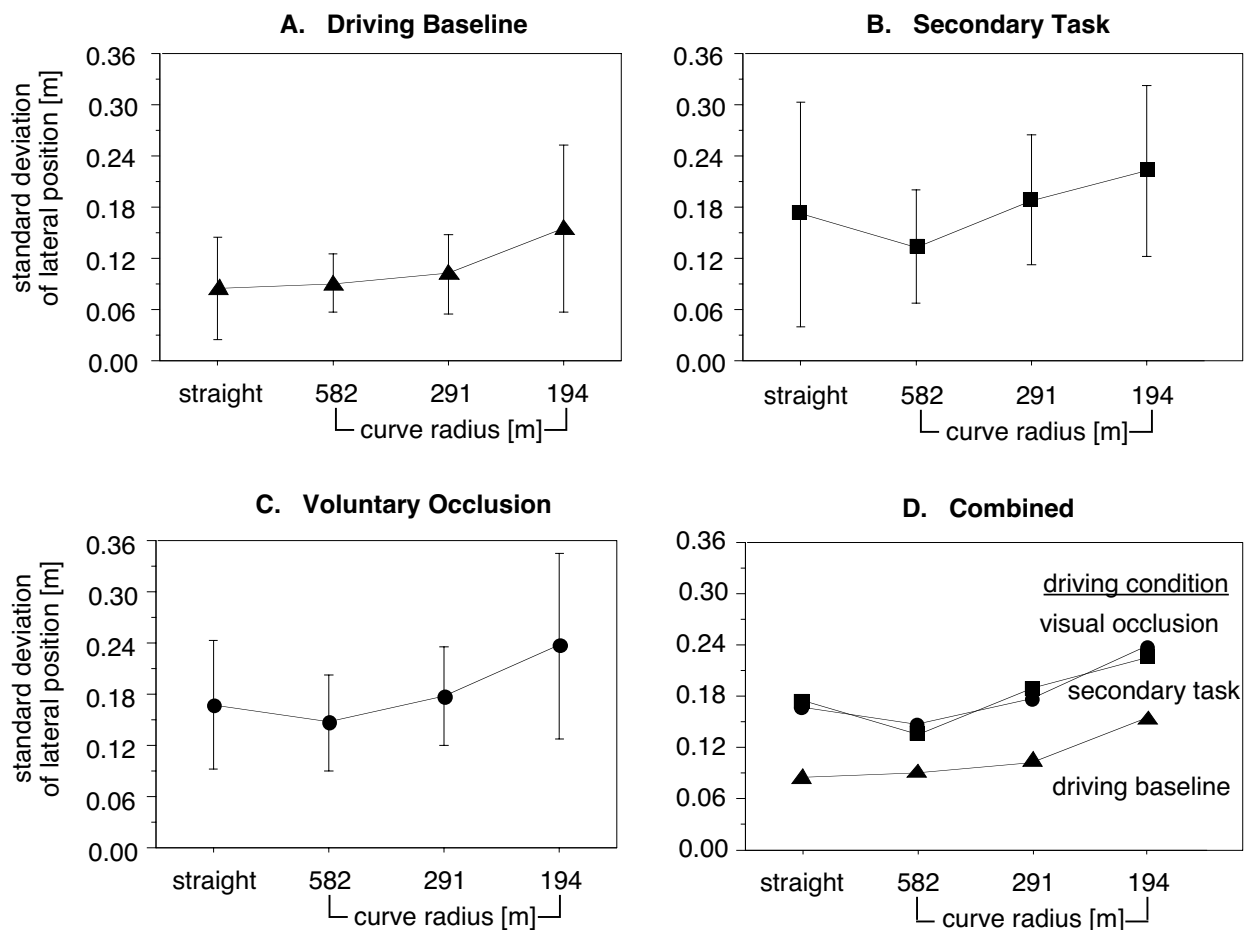 A. Driving Baseline
standard deviation
of lateral position [m]
0.36
0.30
0.24
0.18
0.12
0.06
0.00
straight 582 291 194
curve radius [m]
B. Secondary Task
0.36
0.30
0.24
0.18
0.12
0.06
0.00
straight 582 291 194
curve radius [m]
C. Voluntary Occlusion
standard deviation
of lateral position [m]
0.36
0.30
0.24
0.18
0.12
0.06
0.00
straight 582 291 194
curve radius [m]
D. Combined
0.36
0.30
0.24
0.18
0.12
0.06
0.00
driving condition
visual occlusion
secondary task
driving baseline
straight 582 291 194
curve radius [m]